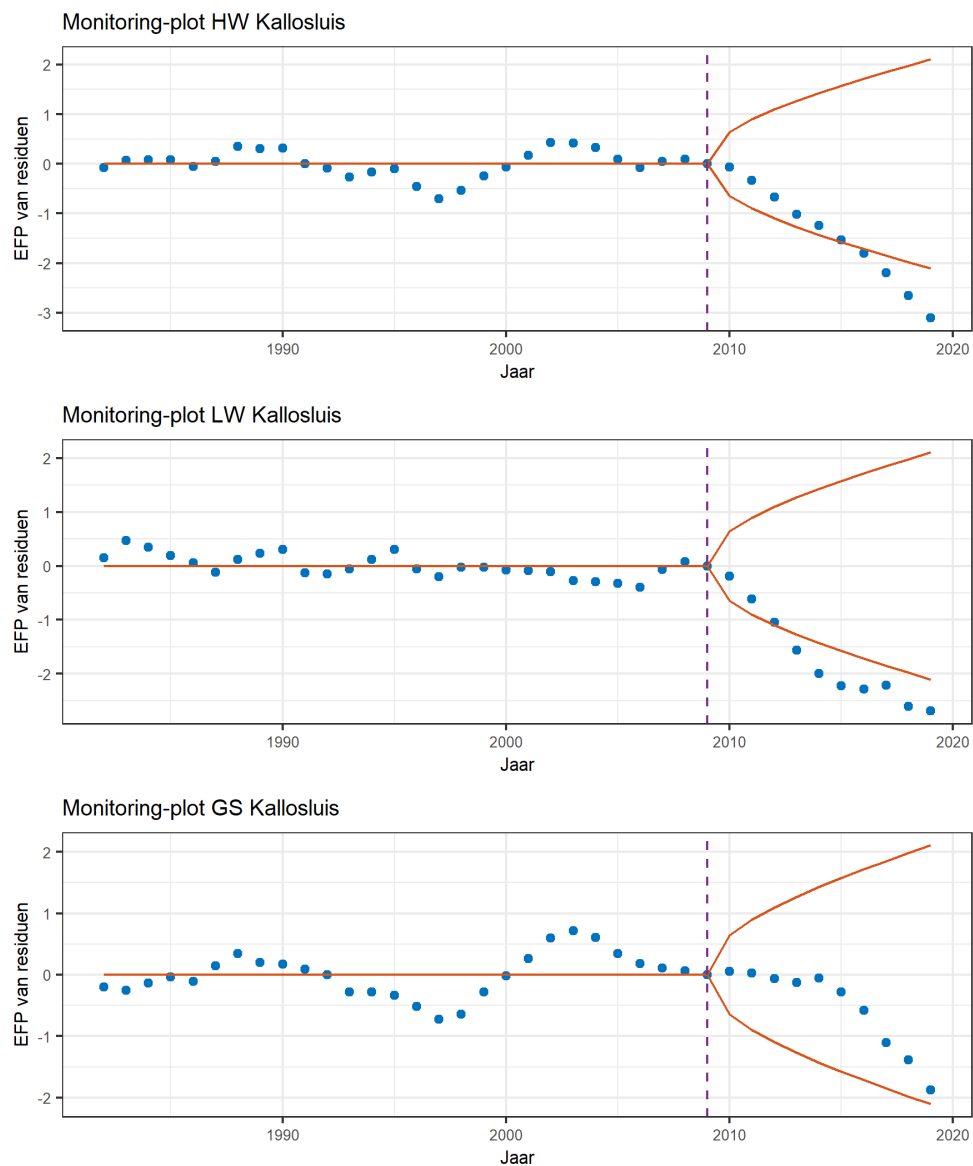 Monitoring-plot HW Kallosluis
2
1
0
-1
-2
-3
EFP van residuen
1990 2000 2010 2020
Jaar
Monitoring-plot LW Kallosluis
2
1
0
-1
-2
EFP van residuen
1990 2000 2010 2020
Jaar
Monitoring-plot GS Kallosluis
2
1
0
-1
-2
EFP van residuen
1990 2000 2010 2020
Jaar